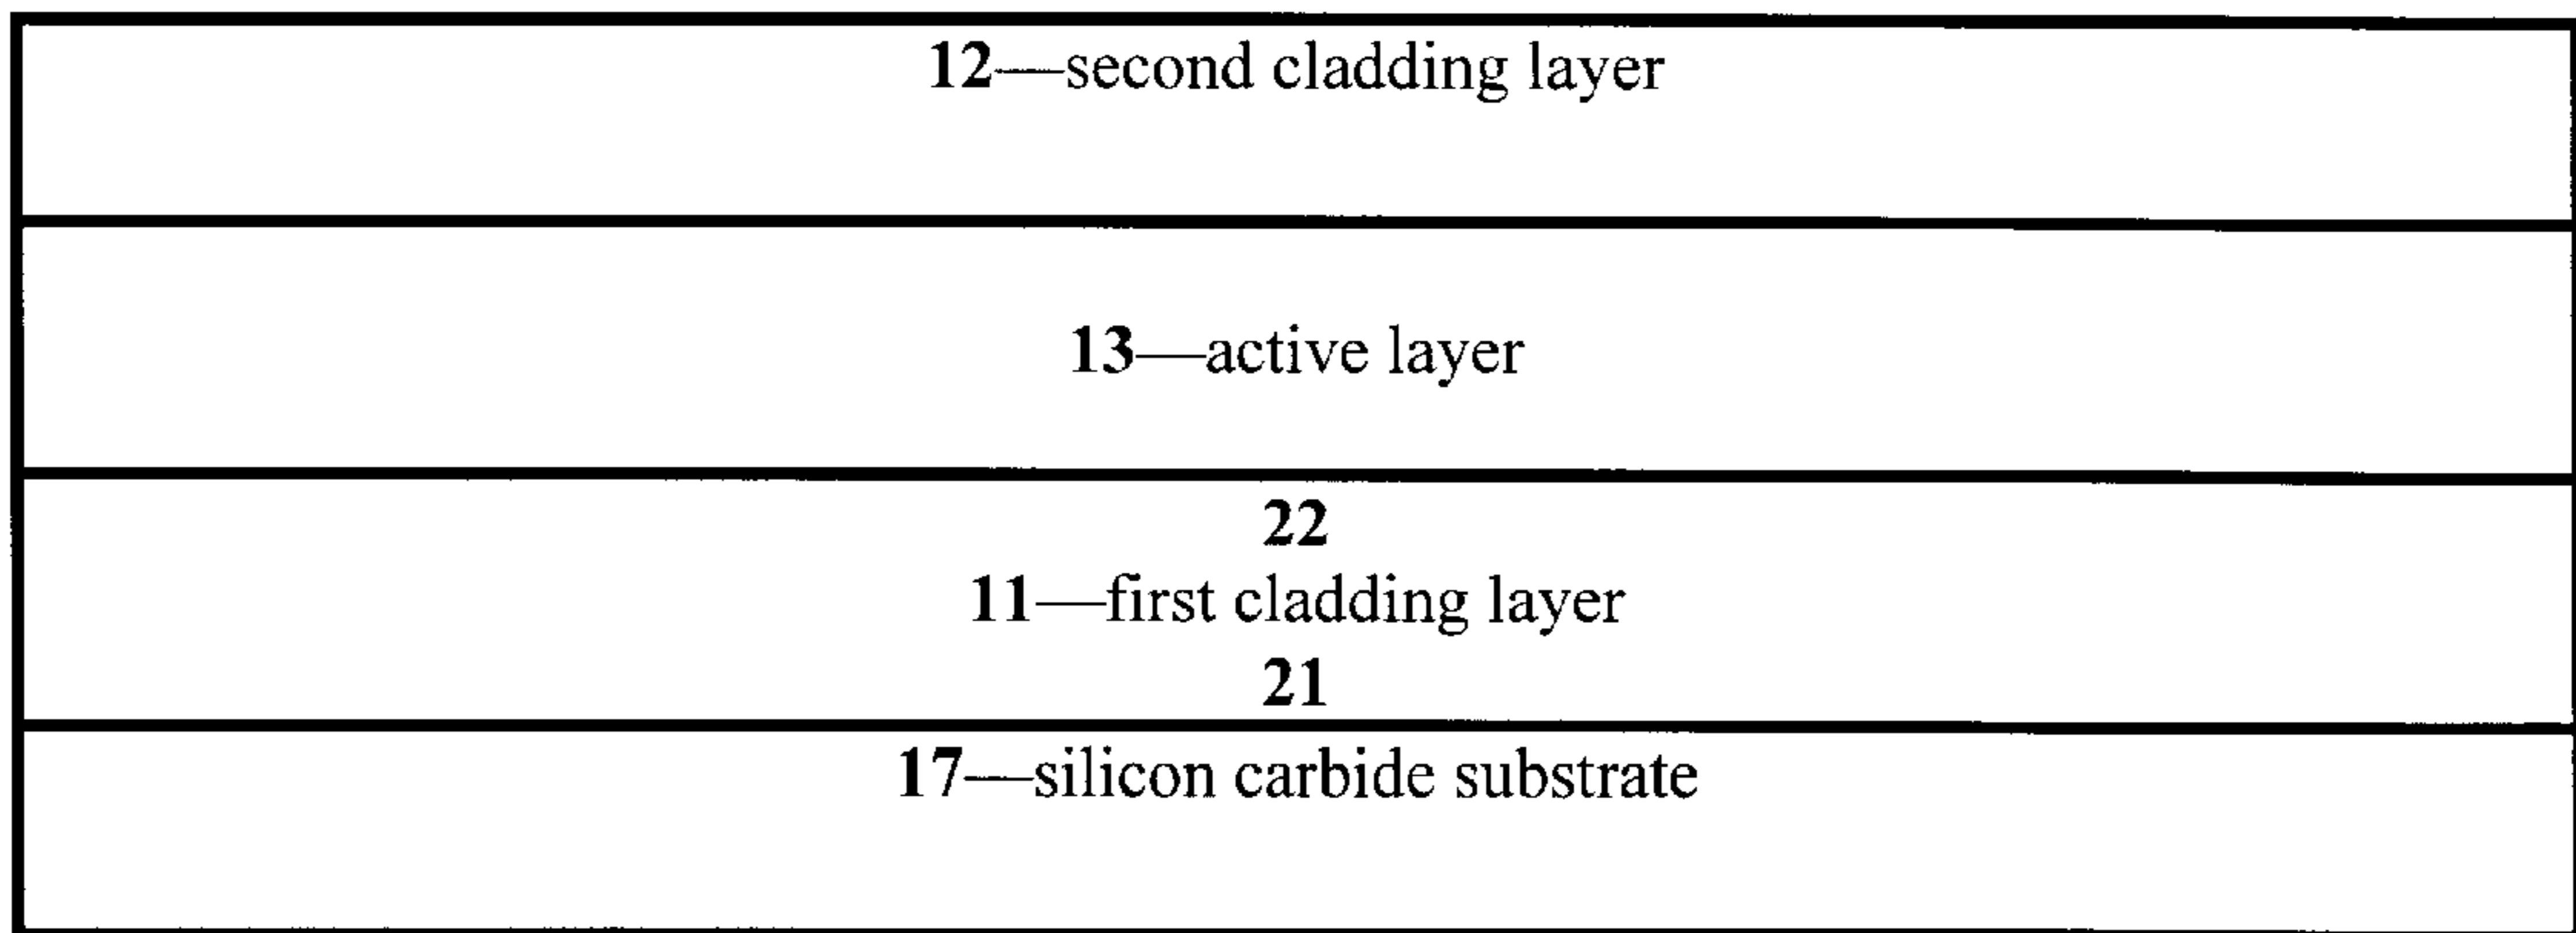 12—second cladding layer
13—active layer
22
11—first cladding layer
21
17—silicon carbide substrate